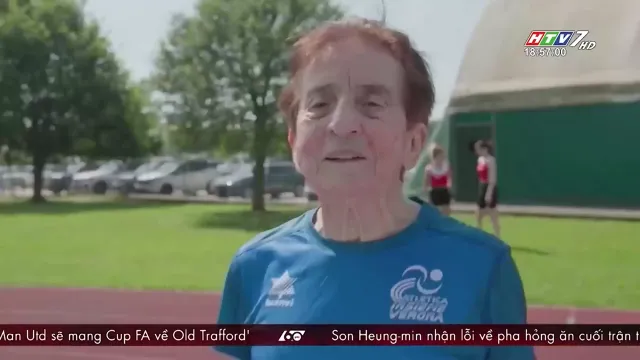 HTV7 HD
18:57:00
ATLETICA
INSIEME
VERONA
Man Utd sẽ mang Cup FA về Old Trafford' Son Heung-min nhận lỗi về pha hỏng ăn cuối trận t